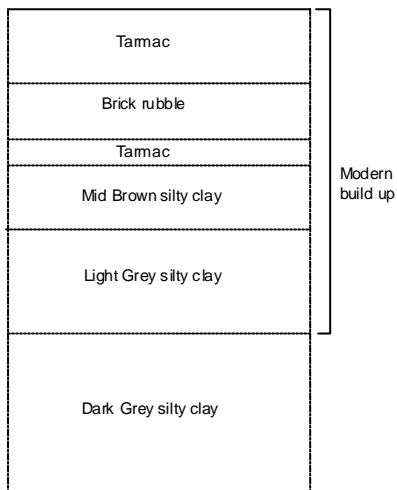 Tarmac
Brick rubble
Tarmac
Mid Brown silty clay
Light Grey silty clay
Dark Grey silty clay
Modern
build up